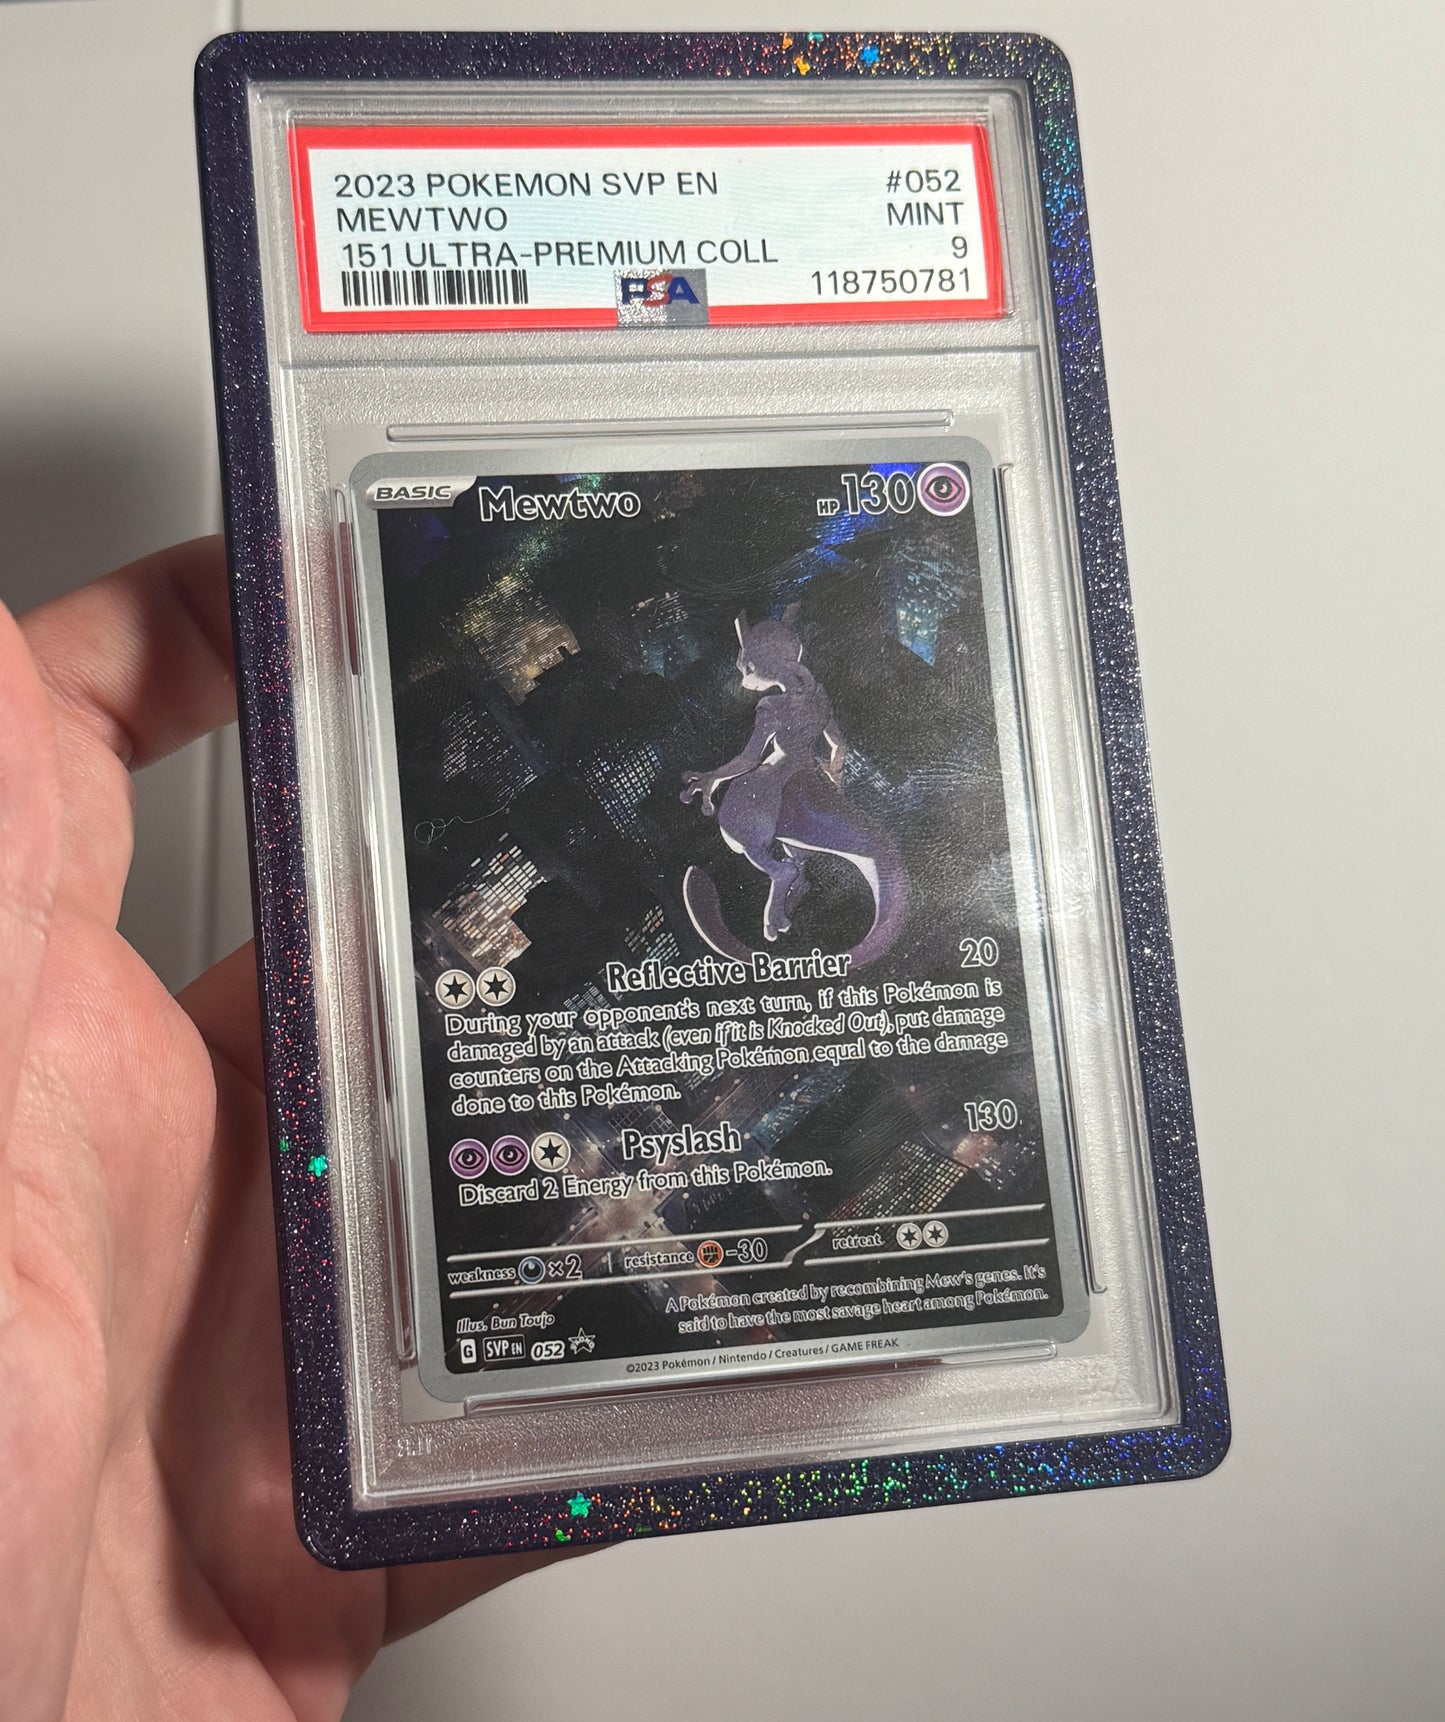 2023 POKEMON SVP EN #052
MEWTWO MINT
151 ULTRA-PREMIUM COLL 9
PSA 118750781
BASIC Mewtwo HP 130
Reflective Barrier 20
During your opponent's next turn, if this Pokémon is
damaged by an attack (even if it is Knocked Out), put damage
counters on the Attacking Pokémon equal to the damage
done to this Pokémon.
Psyslash 130
Discard 2 Energy from this Pokémon.
weakness ×2 resistance -30 retreat
A Pokémon created by recombining Mew's genes. It's
said to have the most savage heart among Pokémon.
Illus. Bun Toujo
G SVP EN 052
©2023 Pokémon / Nintendo / Creatures / GAME FREAK